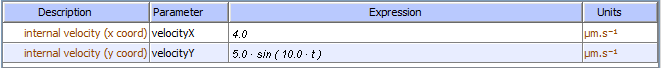 Description Parameter Expression Units
internal velocity (x coord) velocityX 4.0 μm.s⁻¹
internal velocity (y coord) velocityY 5.0 · sin ( 10.0 · t ) μm.s⁻¹